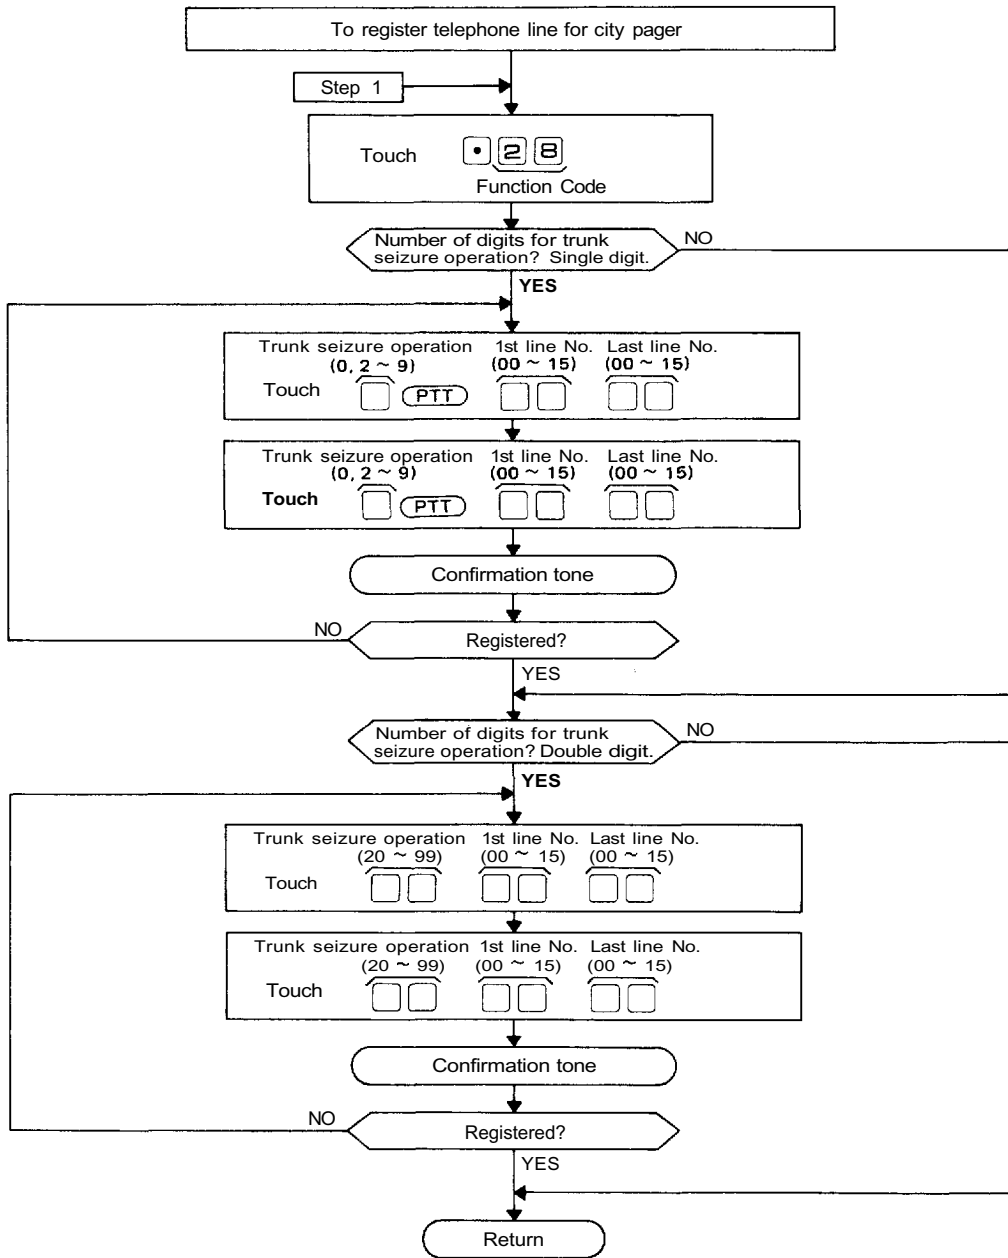 To register telephone line for city pager
Step 1
Touch • 2 8
Function Code
Number of digits for trunk
seizure operation? Single digit.
NO
YES
Trunk seizure operation 1st line No. Last line No.
(0, 2 ~ 9) (00 ~ 15) (00 ~ 15)
Touch PTT
Trunk seizure operation 1st line No. Last line No.
(0, 2 ~ 9) (00 ~ 15) (00 ~ 15)
Touch PTT
Confirmation tone
NO
Registered?
YES
Number of digits for trunk
seizure operation? Double digit.
NO
YES
Trunk seizure operation 1st line No. Last line No.
(20 ~ 99) (00 ~ 15) (00 ~ 15)
Touch
Trunk seizure operation 1st line No. Last line No.
(20 ~ 99) (00 ~ 15) (00 ~ 15)
Touch
Confirmation tone
NO
Registered?
YES
Return